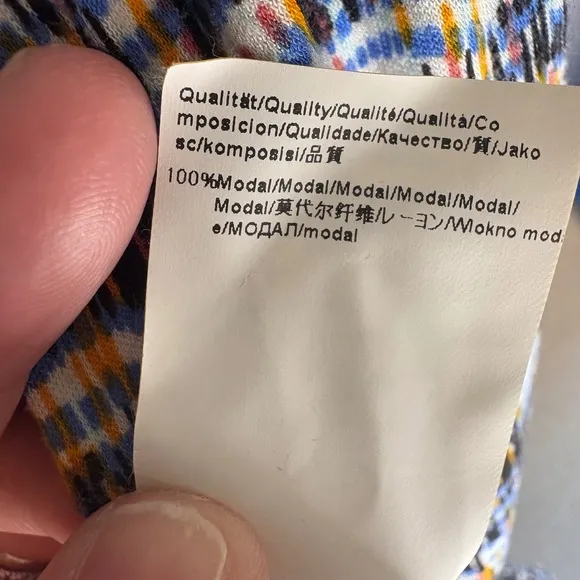 Qualität/Quality/Qualité/Qualità/Co
mposicion/Qualidade/Качество/質/Jako
sc/komposisi/品質
100%Modal/Modal/Modal/Modal/Modal/
Modal/莫代尔纤维/レーヨン/Wlokno mod
e/МОДАЛ/modal